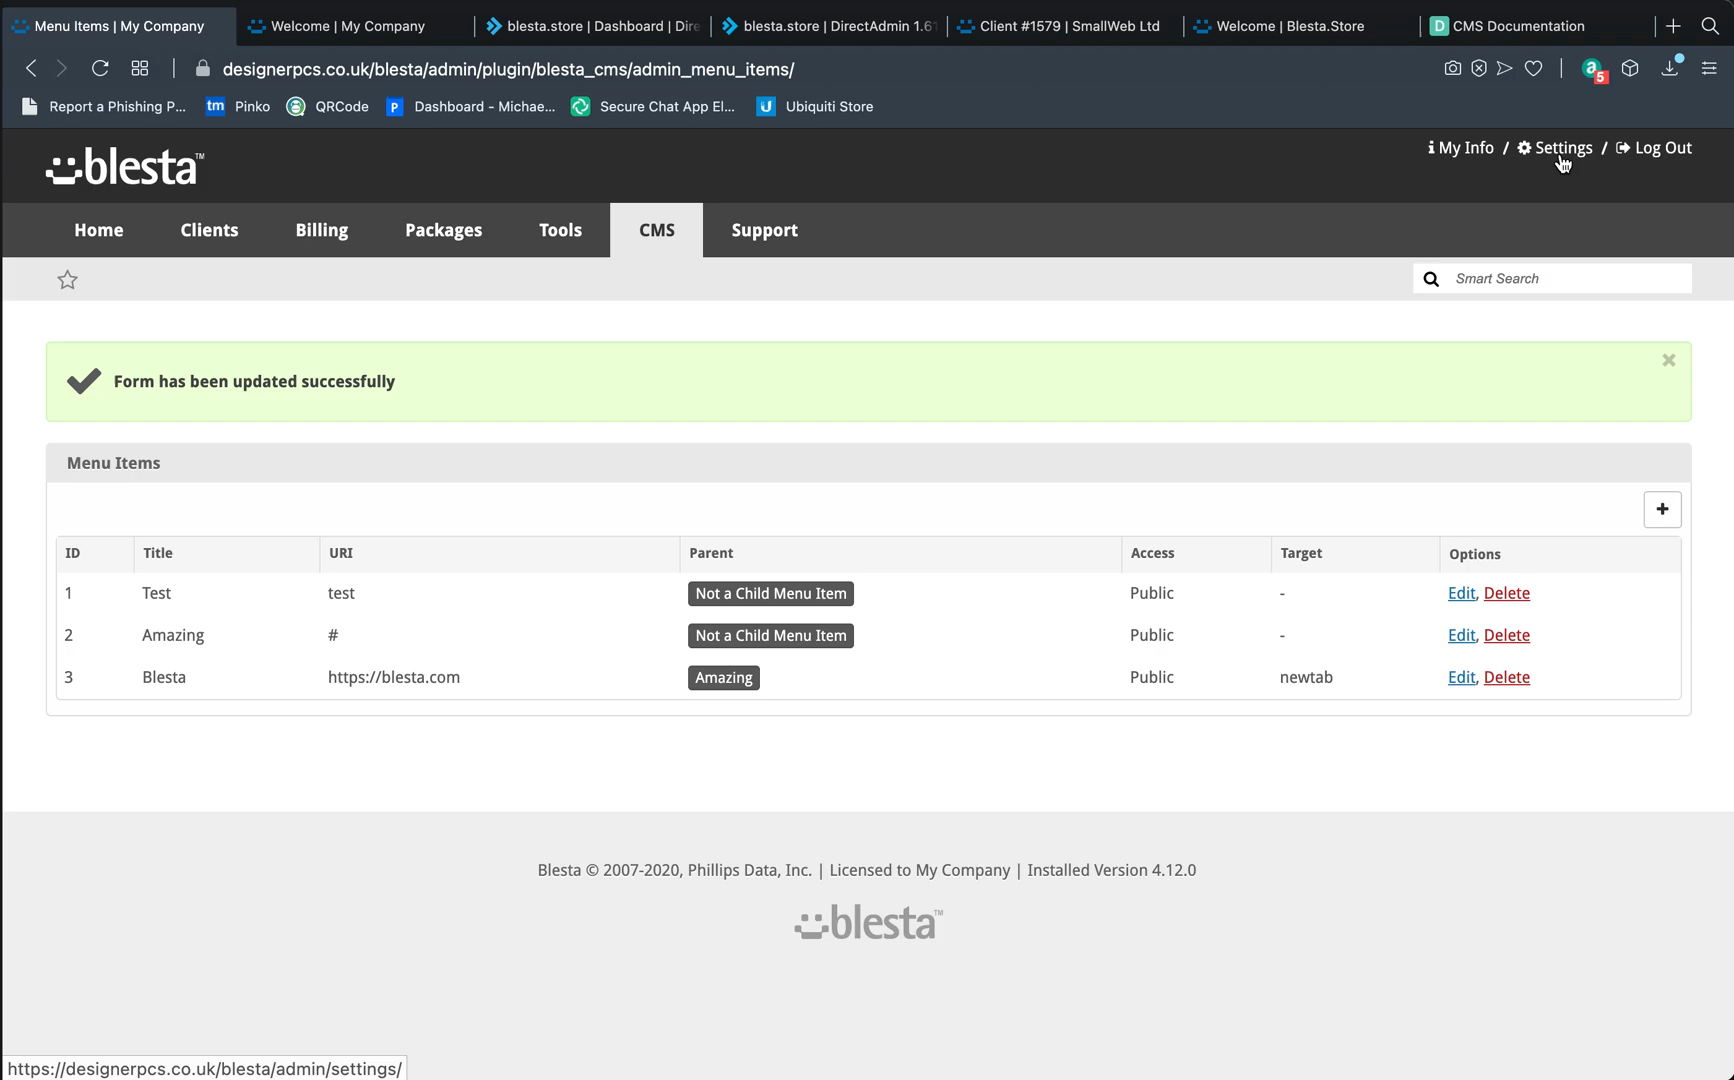 Menu Items | My Company
Welcome | My Company
blesta.store | Dashboard | Dire
blesta.store | DirectAdmin 1.61
Client #1579 | SmallWeb Ltd
Welcome | Blesta.Store
D CMS Documentation
designerpcs.co.uk/blesta/admin/plugin/blesta_cms/admin_menu_items/
a 5
Report a Phishing P...
tm Pinko
QRCode
P Dashboard - Michae...
Secure Chat App El...
U Ubiquiti Store
blesta™
i My Info / Settings / Log Out
Home Clients Billing Packages Tools CMS Support
Smart Search
Form has been updated successfully
Menu Items
+
ID Title URI Parent Access Target Options
1 Test test Not a Child Menu Item Public - Edit, Delete
2 Amazing # Not a Child Menu Item Public - Edit, Delete
3 Blesta https://blesta.com Amazing Public newtab Edit, Delete
Blesta © 2007-2020, Phillips Data, Inc. | Licensed to My Company | Installed Version 4.12.0
blesta™
https://designerpcs.co.uk/blesta/admin/settings/